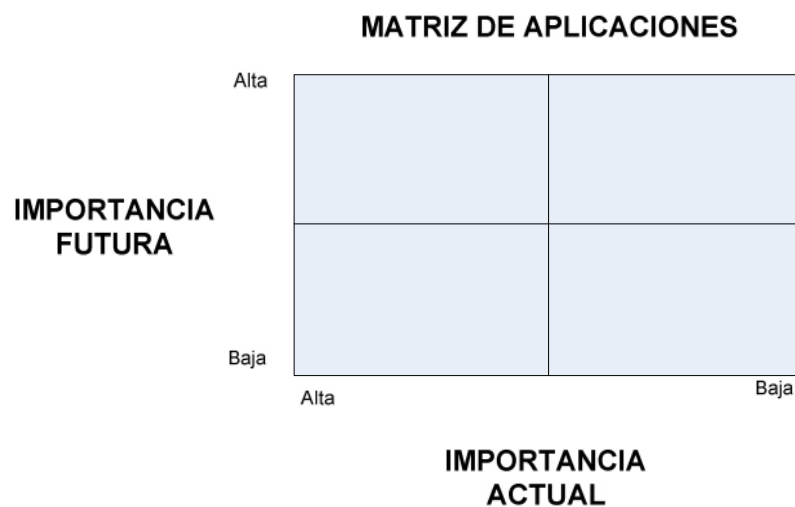 MATRIZ DE APLICACIONES
Alta
IMPORTANCIA
FUTURA
Baja
Alta
Baja
IMPORTANCIA
ACTUAL